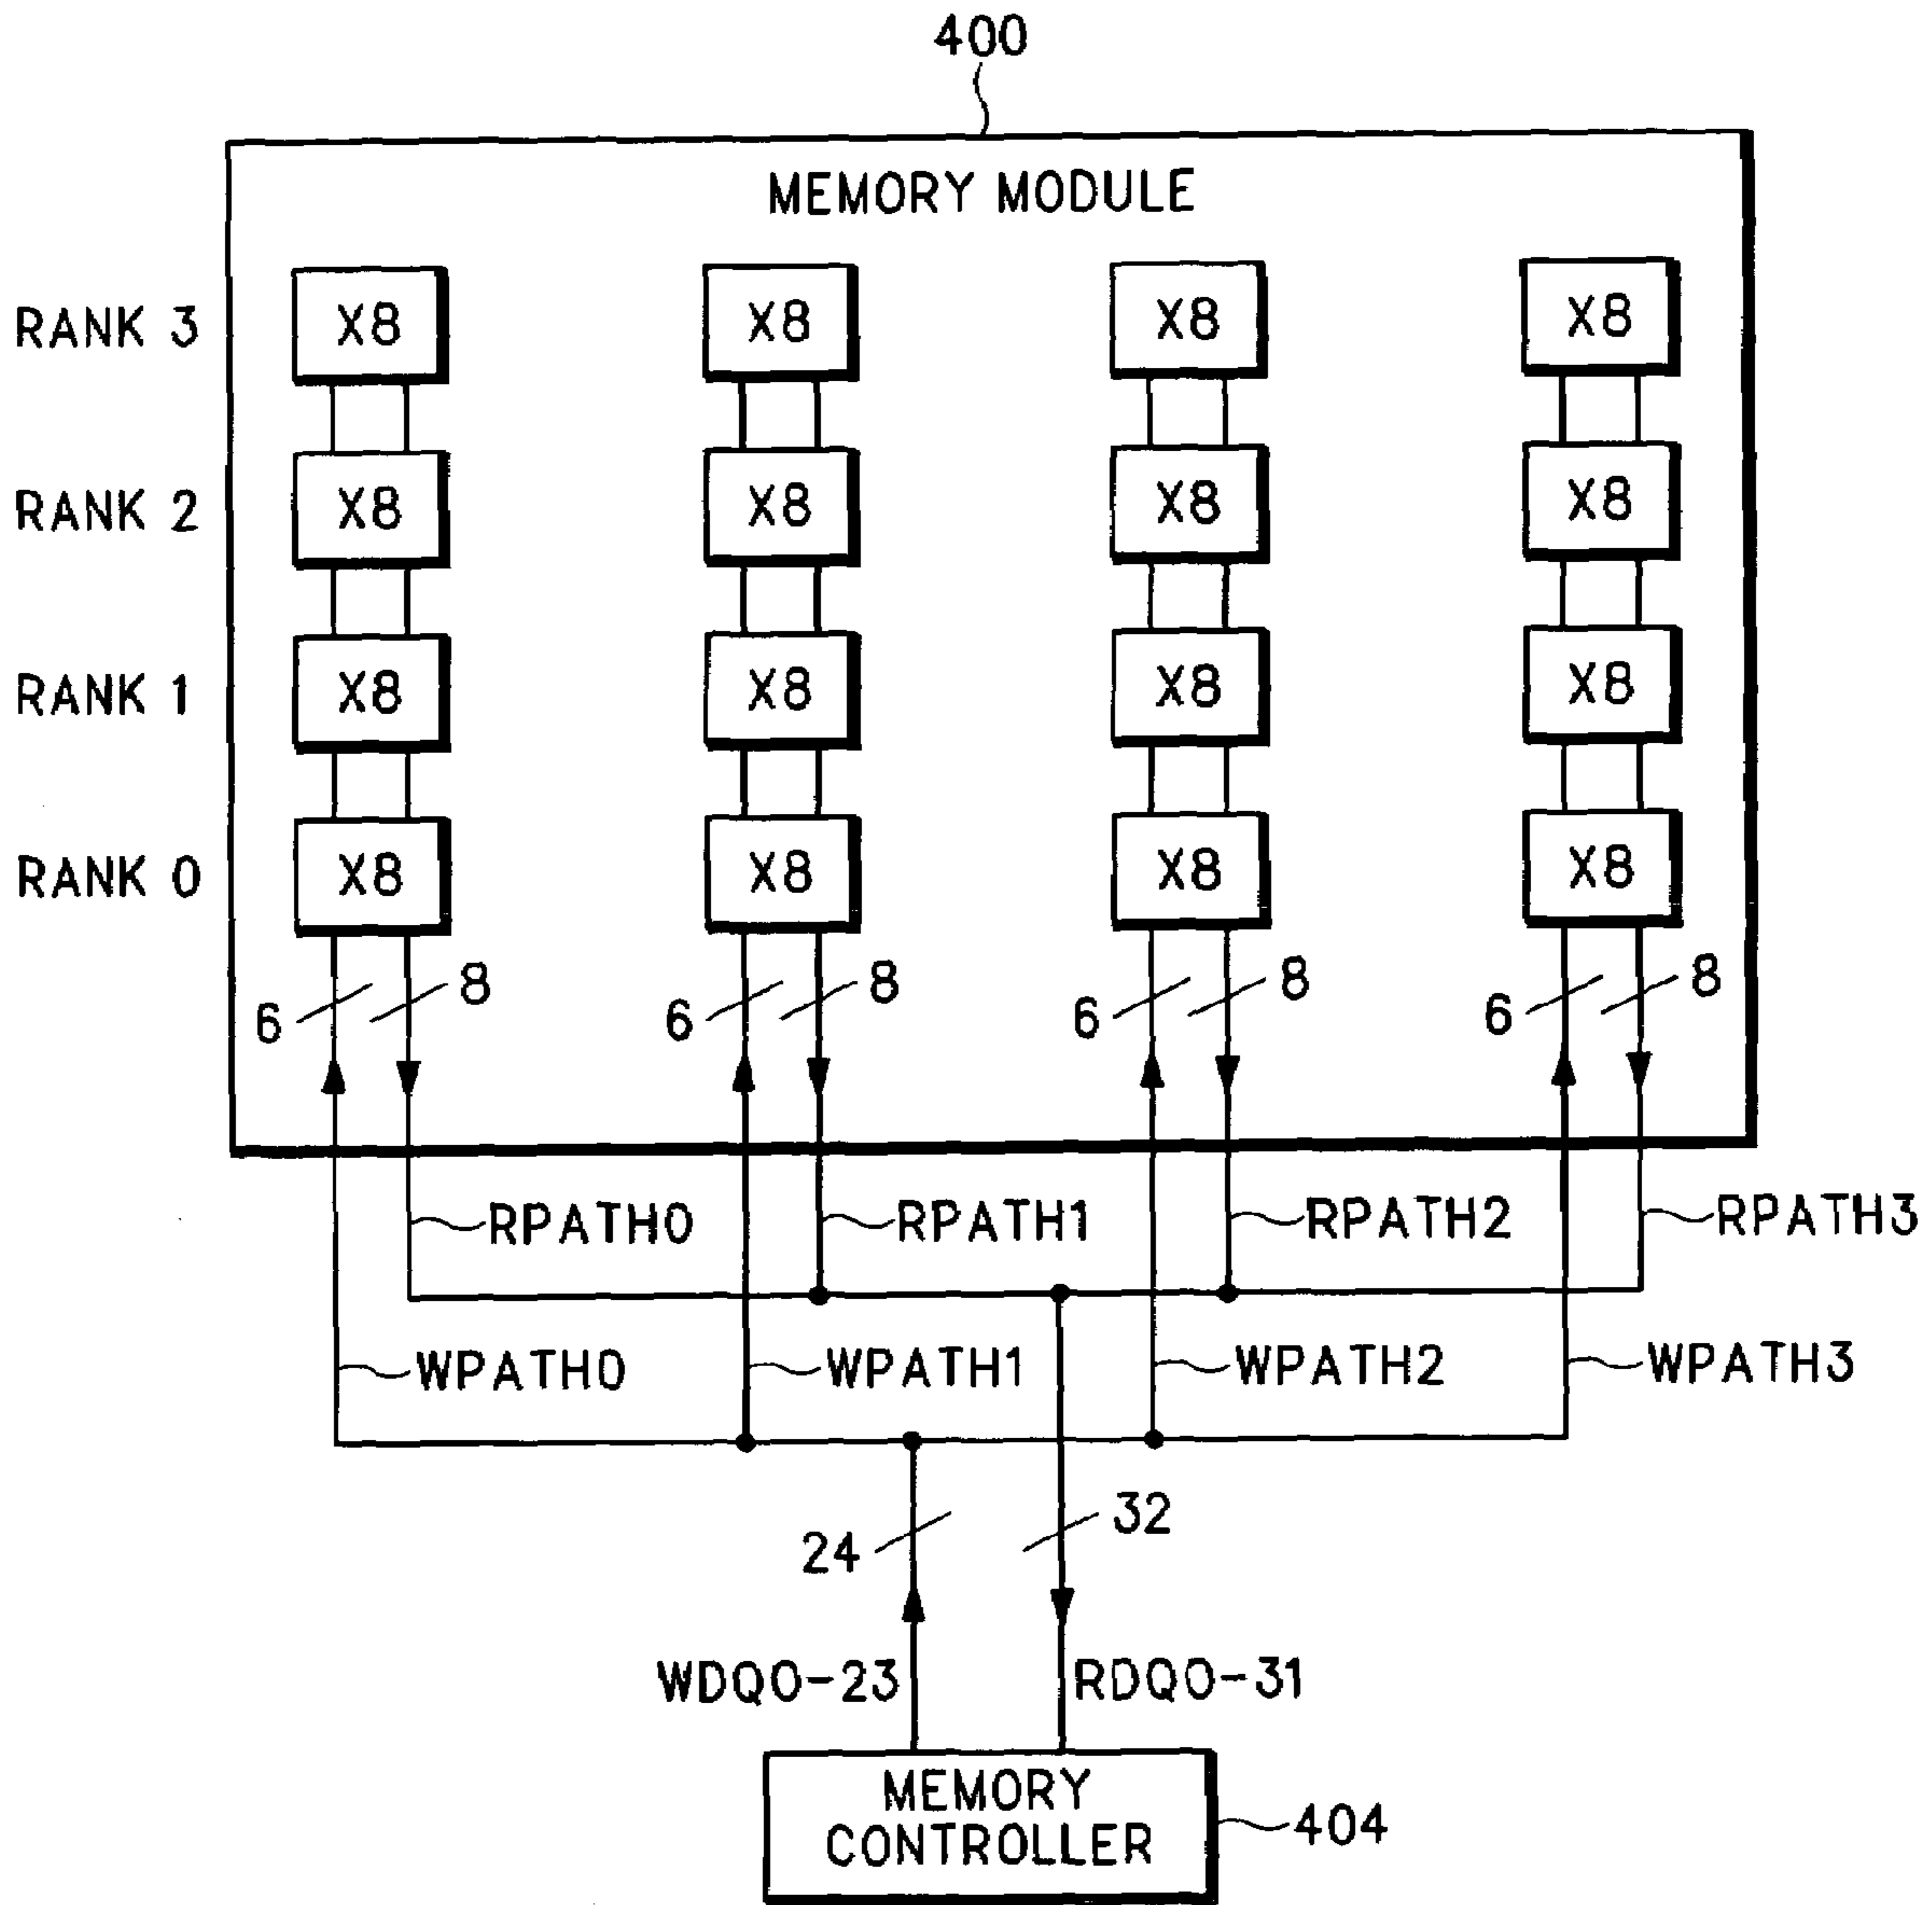 400
MEMORY MODULE
RANK 3 X8 X8 X8 X8
RANK 2 X8 X8 X8 X8
RANK 1 X8 X8 X8 X8
RANK 0 X8 X8 X8 X8
6 8 6 8 6 8 6 8
RPATH0 RPATH1 RPATH2 RPATH3
WPATH0 WPATH1 WPATH2 WPATH3
24 32
WDQ0-23 RDQ0-31
MEMORY
CONTROLLER
404